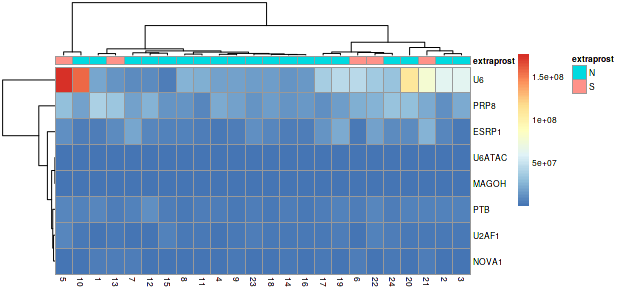 extraprost
extraprost
N
S
U6
PRP8
ESRP1
U6ATAC
MAGOH
PTB
U2AF1
NOVA1
1.5e+08
1e+08
5e+07
5 10 1 13 7 12 15 8 11 4 9 23 18 14 16 17 19 6 22 24 20 21 2 3